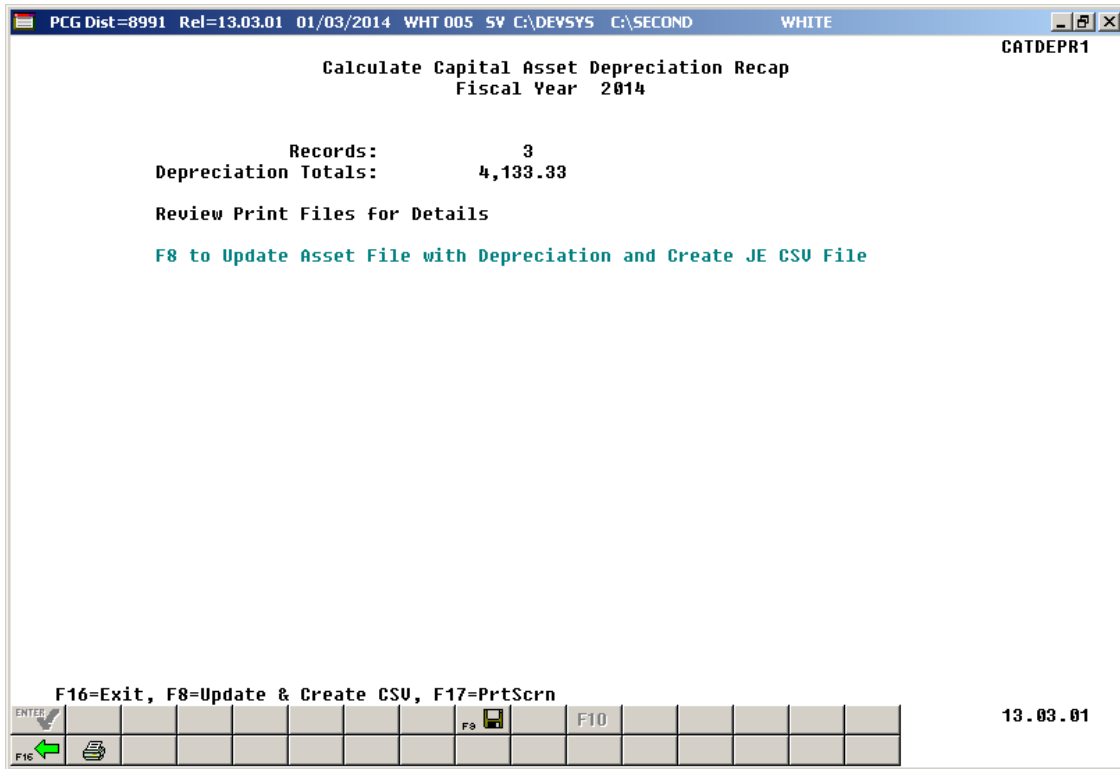 PCG Dist=8991 Rel=13.03.01 01/03/2014 WHT 005 SV C:\DEVSYS C:\SECOND WHITE
CATDEPR1
Calculate Capital Asset Depreciation Recap
Fiscal Year 2014
Records: 3
Depreciation Totals: 4,133.33
Review Print Files for Details
F8 to Update Asset File with Depreciation and Create JE CSV File
F16=Exit, F8=Update & Create CSV, F17=PrtScrn
ENTER F8 F10 13.03.01
F16